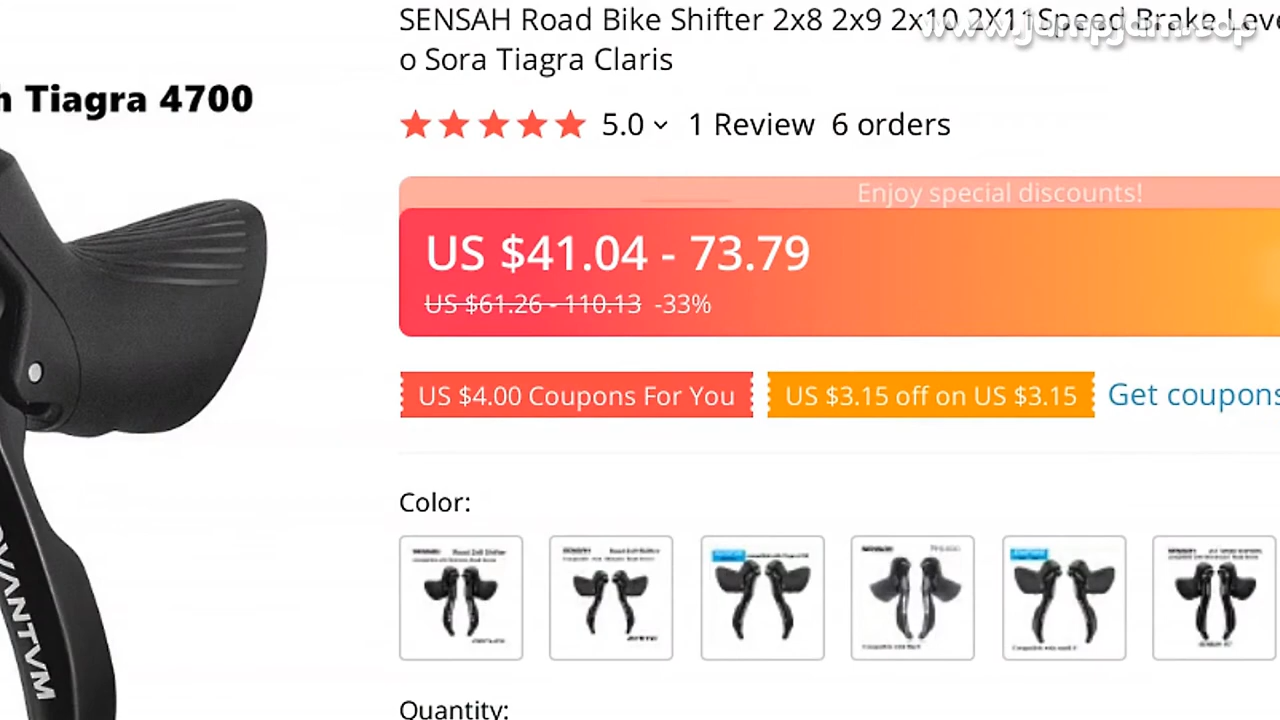 SENSAH Road Bike Shifter 2x8 2x9 2x10 2X11Speed Brake Leve
o Sora Tiagra Claris
h Tiagra 4700
5.0 1 Review 6 orders
Enjoy special discounts!
US $41.04 - 73.79
US $61.26 - 110.13 -33%
US $4.00 Coupons For You
US $3.15 off on US $3.15
Get coupons
Color:
SENSAH
SENSAH
Quantity: